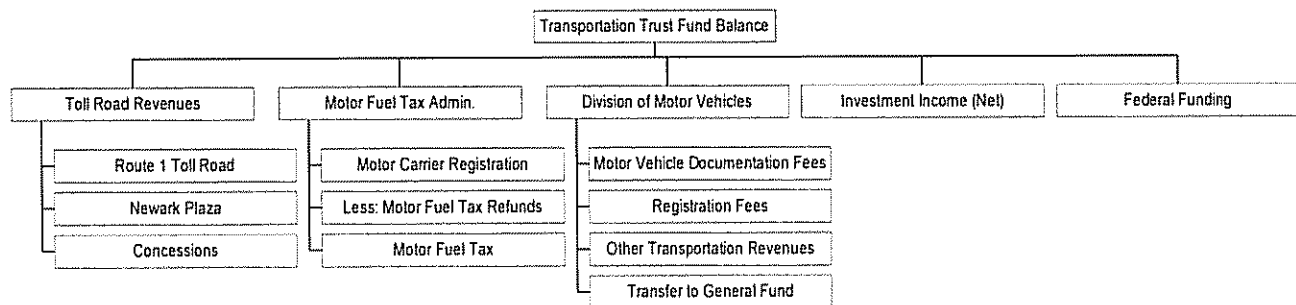 Transportation Trust Fund Balance
Toll Road Revenues
Motor Fuel Tax Admin.
Division of Motor Vehicles
Investment Income (Net)
Federal Funding
Route 1 Toll Road
Newark Plaza
Concessions
Motor Carrier Registration
Less: Motor Fuel Tax Refunds
Motor Fuel Tax
Motor Vehicle Documentation Fees
Registration Fees
Other Transportation Revenues
Transfer to General Fund